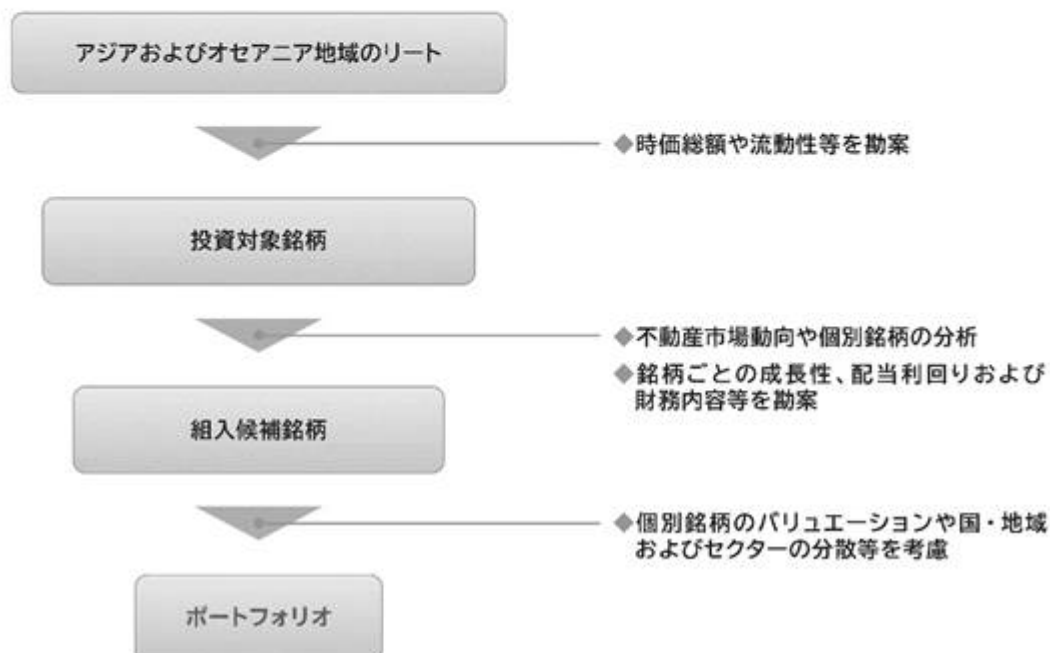 アジアおよびオセアニア地域のリート
◆時価総額や流動性等を勘案
投資対象銘柄
◆不動産市場動向や個別銘柄の分析
◆銘柄ごとの成長性、配当利回りおよび
財務内容等を勘案
組入候補銘柄
◆個別銘柄のバリュエーションや国・地域
およびセクターの分散等を考慮
ポートフォリオ